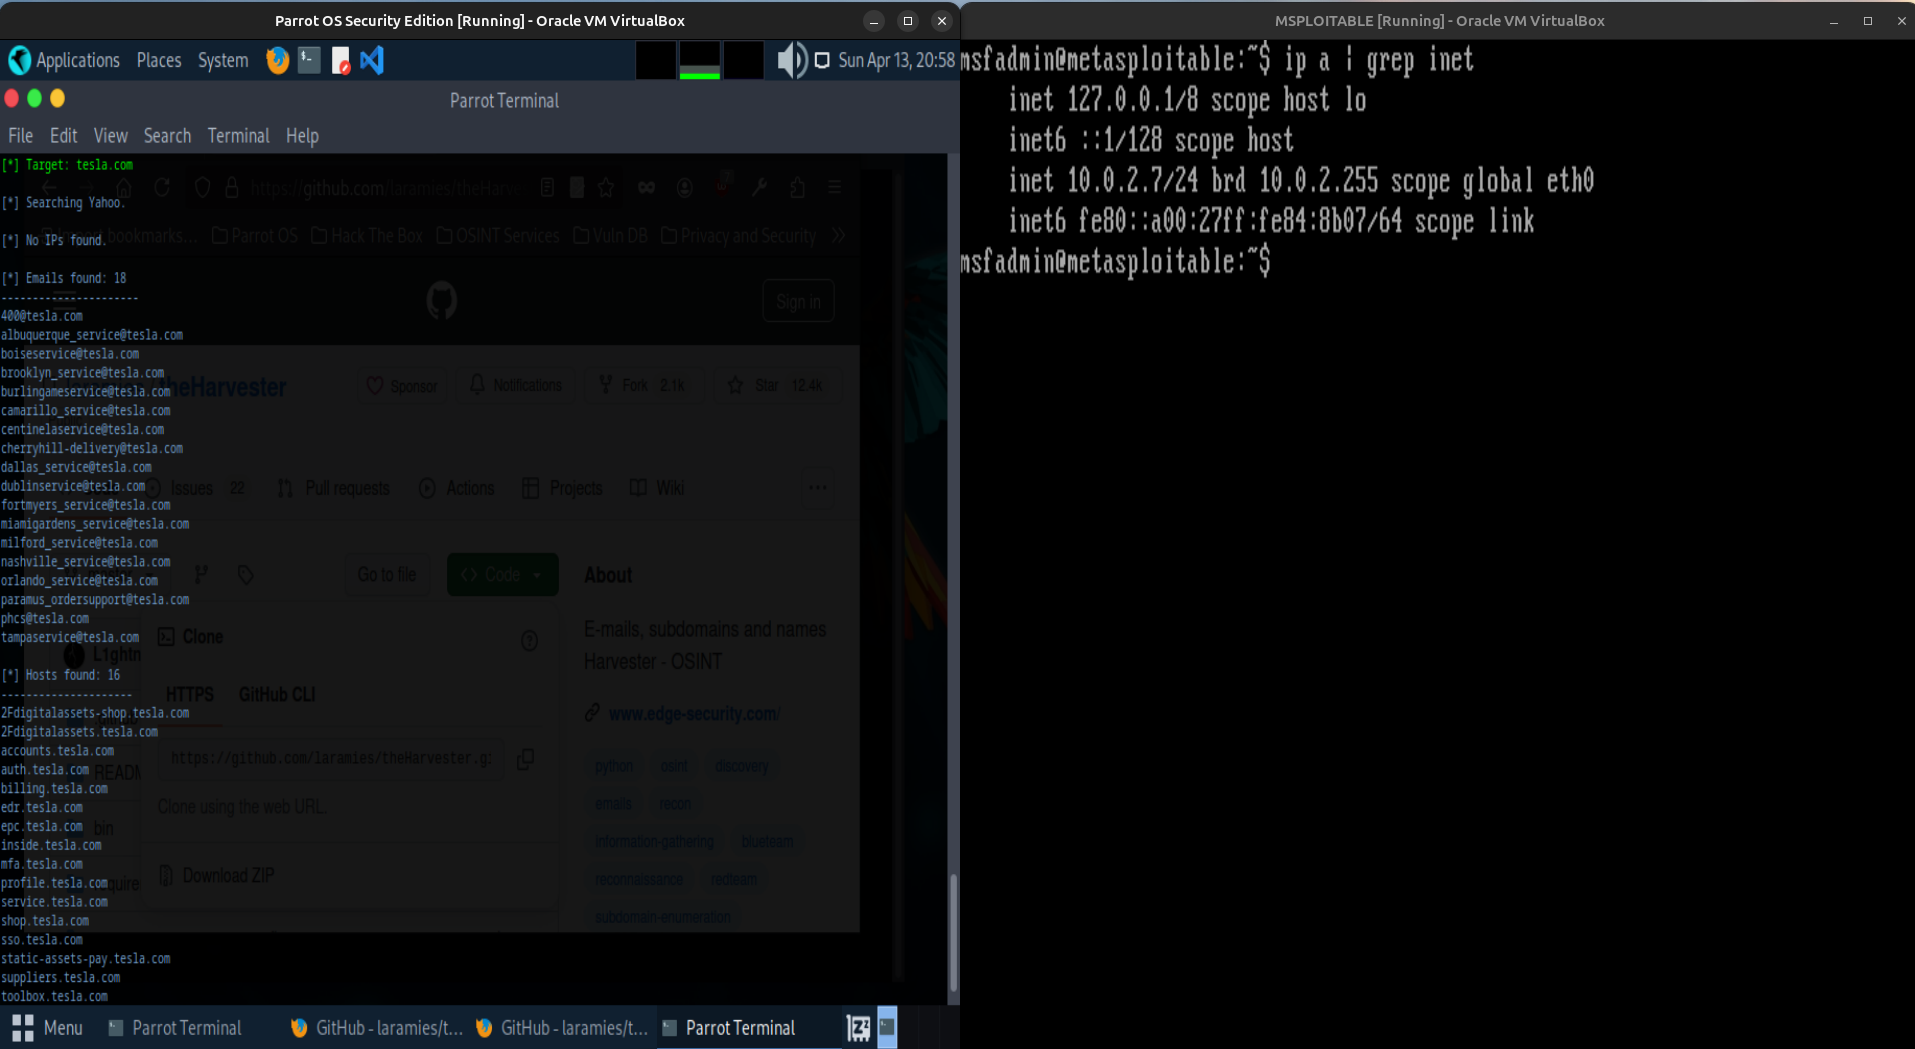 Parrot OS Security Edition [Running] - Oracle VM VirtualBox
Applications Places System
Sun Apr 13, 20:58
Parrot Terminal
File Edit View Search Terminal Help
[*] Target: tesla.com
https://github.com/laramies/theHarve
[*] Searching Yahoo.
bookmarks... Parrot OS Hack The Box OSINT Services Vuln DB Privacy and Security
[*] No IPs found.
[*] Emails found: 18
----------------------
Sign in
400@tesla.com
albuquerque_service@tesla.com
boiseservice@tesla.com
brooklyn_service@tesla.com
burlingameservice@tesla.com
theHarvester
Sponsor Notifications Fork 2.1k Star 12.4k
camarillo_service@tesla.com
centinelaservice@tesla.com
cherryhill-delivery@tesla.com
dallas_service@tesla.com
dublinservice@tesla.com
Issues 22 Pull requests Actions Projects Wiki
fortmyers_service@tesla.com
miamigardens_service@tesla.com
milford_service@tesla.com
nashville_service@tesla.com
Go to file Code About
orlando_service@tesla.com
paramus_ordersupport@tesla.com
phcs@tesla.com
tampaservice@tesla.com
Clone
E-mails, subdomains and names
Harvester - OSINT
L1ghtn
[*] Hosts found: 16
---------------------
HTTPS GitHub CLI
www.edge-security.com/
2Fdigitalassets-shop.tesla.com
2Fdigitalassets.tesla.com
accounts.tesla.com
https://github.com/laramies/theHarvester.gi
python osint discovery
auth.tesla.com
READM
billing.tesla.com
edr.tesla.com
Clone using the web URL.
emails recon
epc.tesla.com
bin
inside.tesla.com
information-gathering blueteam
mfa.tesla.com
profile.tesla.com
equire
Download ZIP
reconnaissance redteam
service.tesla.com
shop.tesla.com
subdomain-enumeration
sso.tesla.com
static-assets-pay.tesla.com
suppliers.tesla.com
toolbox.tesla.com
Menu Parrot Terminal GitHub - laramies/t... GitHub - laramies/t... Parrot Terminal
MSPLOITABLE [Running] - Oracle VM VirtualBox
msfadmin@metasploitable:~$ ip a | grep inet
inet 127.0.0.1/8 scope host lo
inet6 ::1/128 scope host
inet 10.0.2.7/24 brd 10.0.2.255 scope global eth0
inet6 fe80::a00:27ff:fe84:8b07/64 scope link
msfadmin@metasploitable:~$